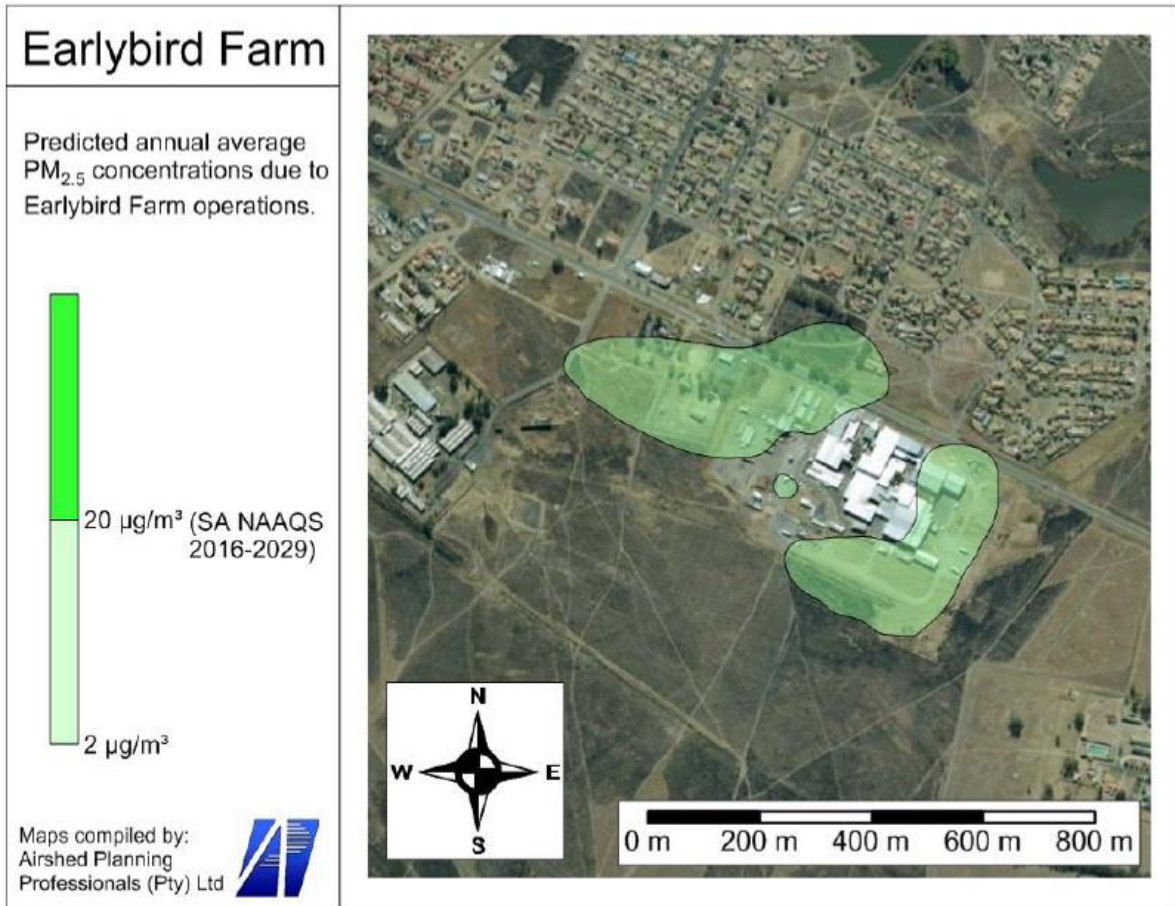 Earlybird Farm
Predicted annual average
PM₂.₅ concentrations due to
Earlybird Farm operations.
20 µg/m³ (SA NAAQS
2016-2029)
2 µg/m³
Maps compiled by:
Airshed Planning
Professionals (Pty) Ltd
N
W E
S
0 m 200 m 400 m 600 m 800 m